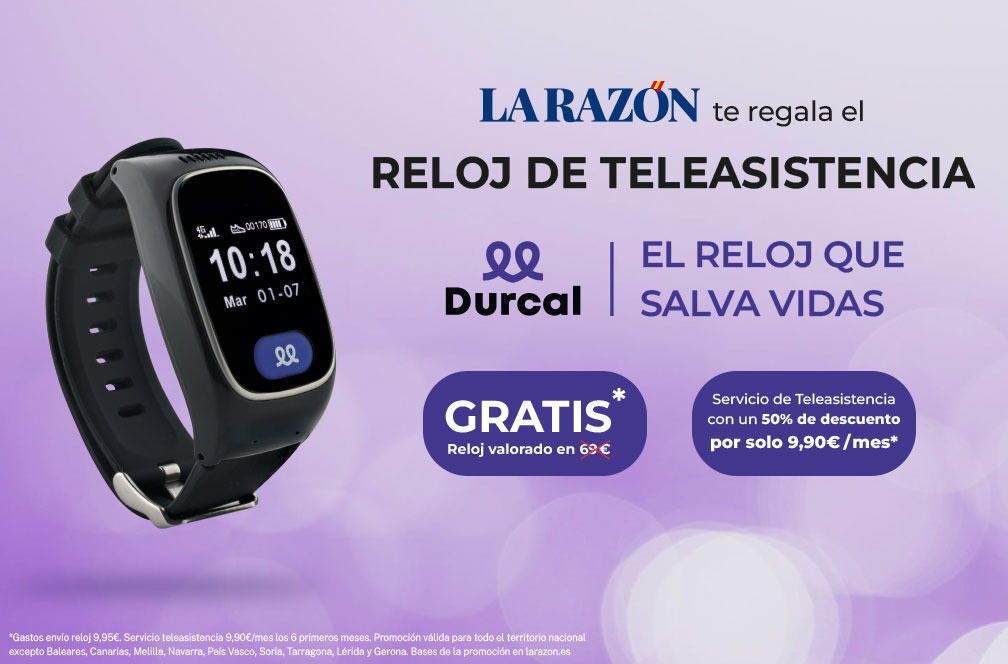 LA RAZÓN te regala el
RELOJ DE TELEASISTENCIA
4G
00170
10:18
Mar 01-07
Durcal
EL RELOJ QUE
SALVA VIDAS
GRATIS*
Reloj valorado en 69€
Servicio de Teleasistencia
con un 50% de descuento
por solo 9,90€/mes*
*Gastos envío reloj 9,95€. Servicio teleasistencia 9,90€/mes los 6 primeros meses. Promoción válida para todo el territorio nacional
excepto Baleares, Canarías, Melilla, Navarra, País Vasco, Soria, Tarragona, Lérida y Gerona. Bases de la promoción en larazon.es